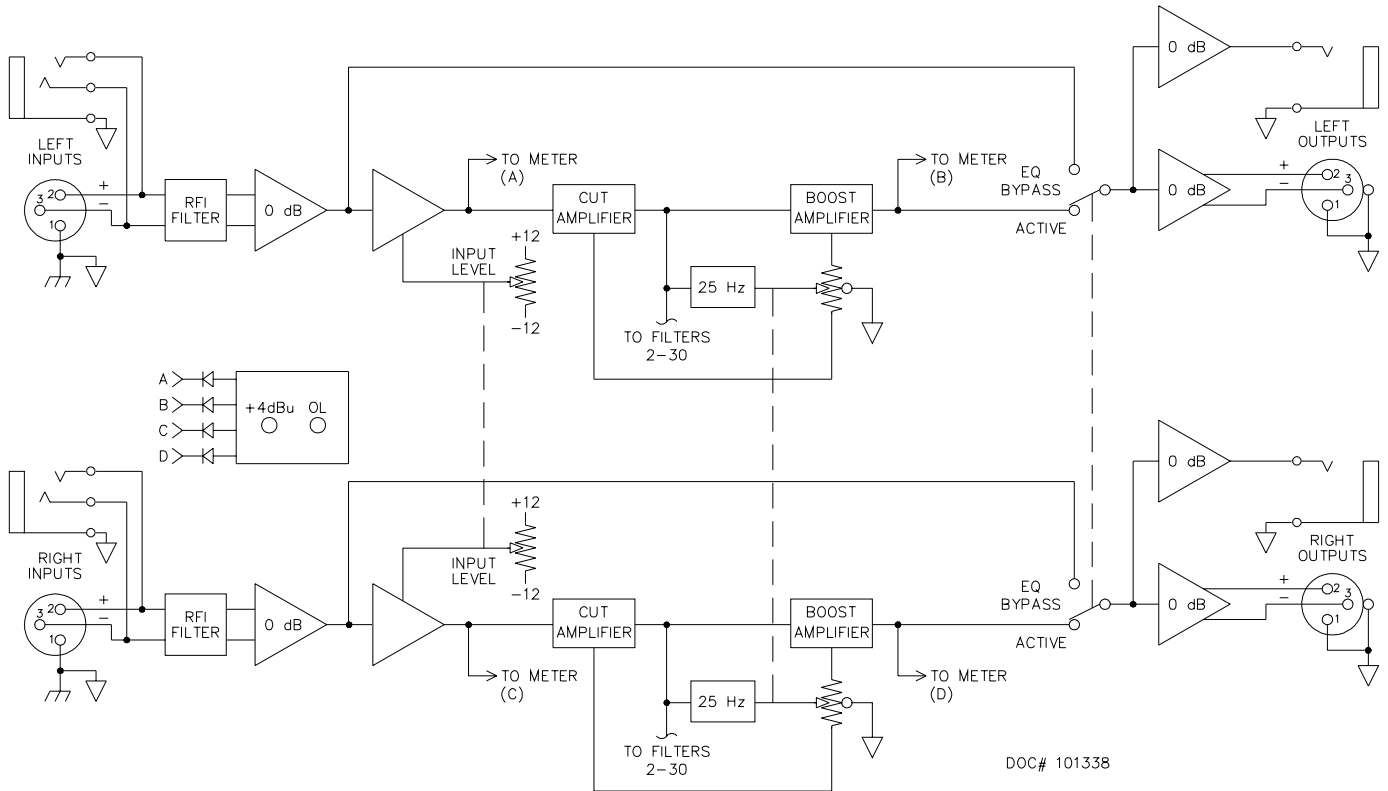 0 dB
LEFT
INPUTS
+
2
3
−
1
RFI
FILTER
0 dB
TO METER
(A)
INPUT
LEVEL
+12
−12
CUT
AMPLIFIER
25 Hz
TO FILTERS
2−30
BOOST
AMPLIFIER
TO METER
(B)
EQ
BYPASS
ACTIVE
0 dB
LEFT
OUTPUTS
+
−
2
3
1
A
B
C
D
+4dBu OL
0 dB
RIGHT
INPUTS
+
2
3
−
1
RFI
FILTER
0 dB
INPUT
LEVEL
+12
−12
TO METER
(C)
CUT
AMPLIFIER
25 Hz
TO FILTERS
2−30
BOOST
AMPLIFIER
TO METER
(D)
EQ
BYPASS
ACTIVE
0 dB
RIGHT
OUTPUTS
+
−
2
3
1
DOC# 101338